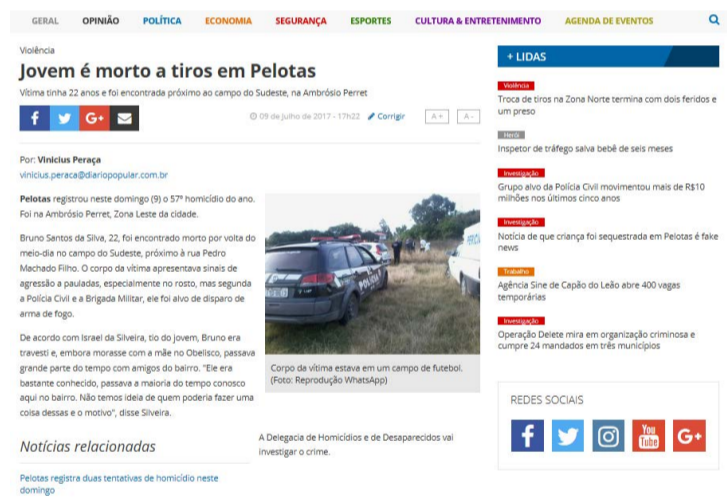 GERAL OPINIÃO POLÍTICA ECONOMIA SEGURANÇA ESPORTES CULTURA & ENTRETENIMENTO AGENDA DE EVENTOS
Violência
Jovem é morto a tiros em Pelotas
Vítima tinha 22 anos e foi encontrada próximo ao campo do Sudeste, na Ambrósio Perret
09 de julho de 2017 - 17h22 Corrigir A + A -
Por: Vinicius Peraça
vinicius.peraca@diariopopular.com.br
Pelotas registrou neste domingo (9) o 57º homicídio do ano.
Foi na Ambrósio Perret, Zona Leste da cidade.
Bruno Santos da Silva, 22, foi encontrado morto por volta do
meio-dia no campo do Sudeste, próximo à rua Pedro
Machado Filho. O corpo da vítima apresentava sinais de
agressão a pauladas, especialmente no rosto, mas segundo
a Polícia Civil e a Brigada Militar, ele foi alvo de disparo de
arma de fogo.
De acordo com Israel da Silveira, tio do jovem, Bruno era
travesti e, embora morasse com a mãe no Obelisco, passava
grande parte do tempo com amigos do bairro. "Ele era
bastante conhecido, passava a maioria do tempo conosco
aqui no bairro. Não temos ideia de quem poderia fazer uma
coisa dessas e o motivo", disse Silveira.
Corpo da vítima estava em um campo de futebol.
(Foto: Reprodução WhatsApp)
A Delegacia de Homicídios e de Desaparecidos vai
investigar o crime.
Notícias relacionadas
Pelotas registra duas tentativas de homicídio neste
domingo
+ LIDAS
Violência
Troca de tiros na Zona Norte termina com dois feridos e
um preso
Herói
Inspetor de tráfego salva bebê de seis meses
Investigação
Grupo alvo da Polícia Civil movimentou mais de R$10
milhões nos últimos cinco anos
Investigação
Notícia de que criança foi sequestrada em Pelotas é fake
news
Trabalho
Agência Sine de Capão do Leão abre 400 vagas
temporárias
Investigação
Operação Delete mira em organização criminosa e
cumpre 24 mandados em três municípios
REDES SOCIAIS
You
Tube
G+